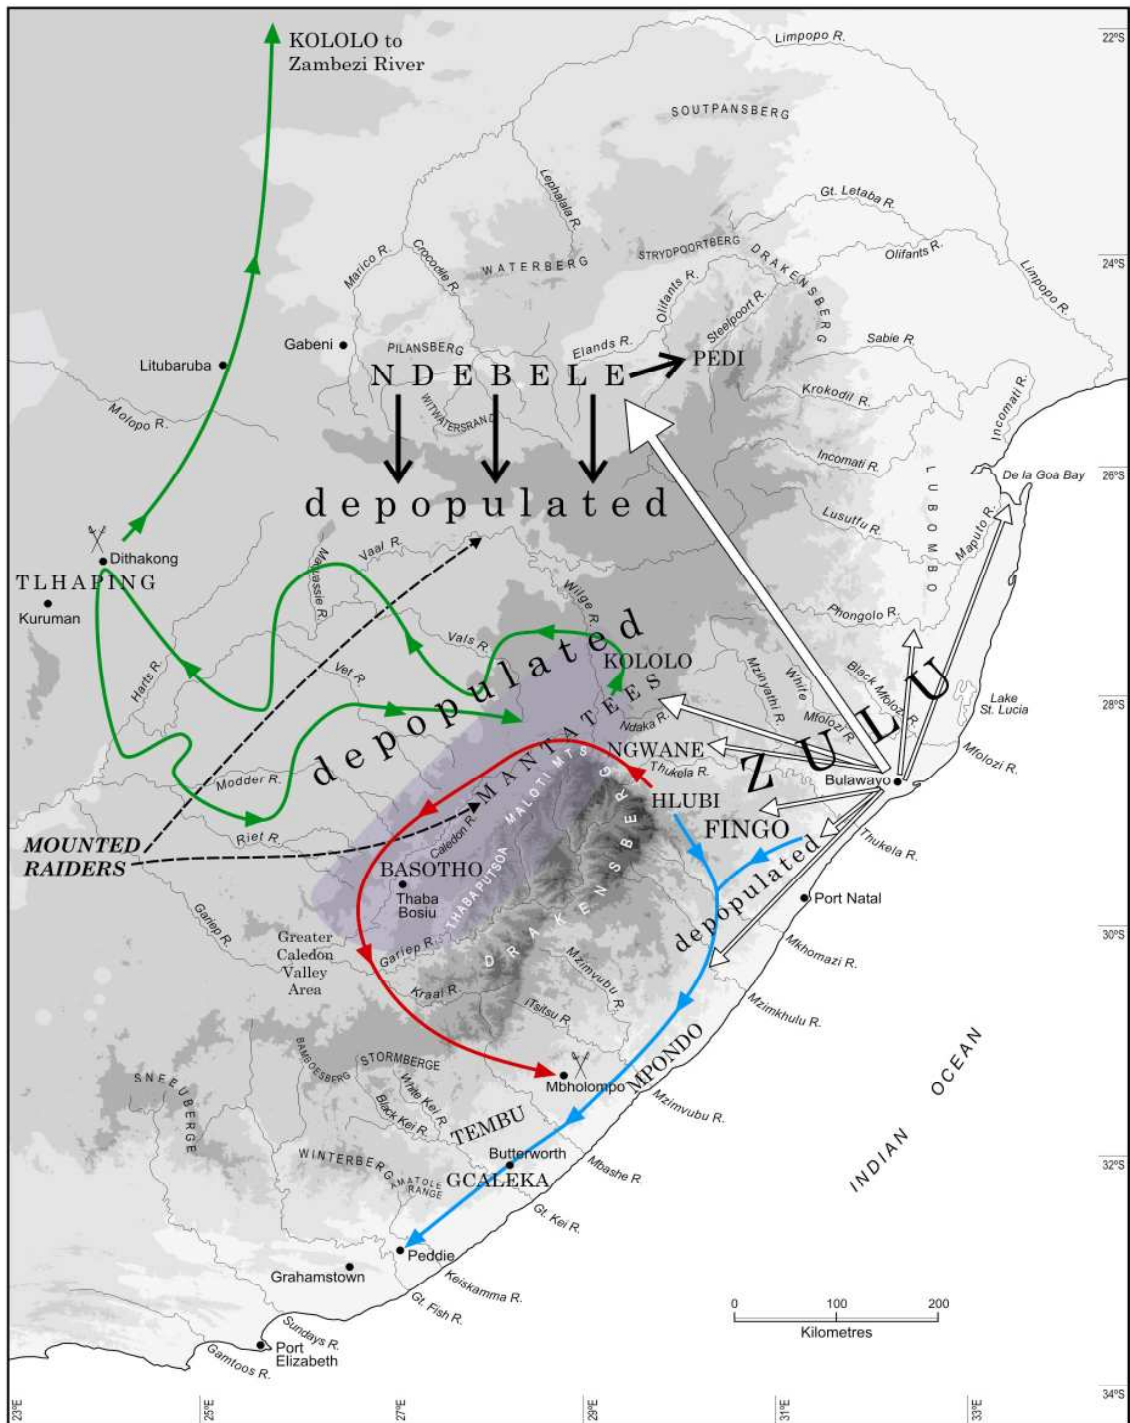 KOLOLO to
Zambezi River
Limpopo R.
22°S
SOUTPANSBERG
Lephalala R.
Gt. Letaba R.
STRYDPOORTBERG
DRAKENSBERG
Olifants R.
Marico R.
Crocodile R.
WATERBERG
24°S
Limpopo R.
Olifants R.
Steelpoort R.
Gabeni
PILANSBERG
Elands R.
Sabie R.
PEDI
Litubaruba
NDEBELE
WITWATERSRAND
Krokodil R.
Incomati R.
Molopo R.
Incomati R.
LUBOMBO
26°S
De la Goa Bay
depopulated
Lusuftu R.
Maputo R.
Dithakong
Vaal R.
Makwassie R.
TLHAPING
Kuruman
Wilge R.
Phongolo R.
Vals R.
depopulated
KOLOLO
Harts R.
Vet R.
Mzinyathi R.
White
Mfolozi R.
Black Mfolozi R.
Lake
St. Lucia
28°S
MANTATEES
Ndaka R.
NGWANE
ZULU
Mfolozi R.
MALOTI MTS
Thukela R.
Bulawayo
Modder R.
HLUBI
MOUNTED
RAIDERS
Riet R.
Caledon R.
FINGO
Thukela R.
BASOTHO
Thaba
Bosiu
THABA PUTSOA
DRAKENSBERG
depopulated
Port Natal
Gariep R.
Greater
Caledon
Valley
Area
Gariep R.
30°S
Mkhomazi R.
Mzimvubu R.
Kraai R.
iTsitsu R.
Mzimkhulu R.
BAMBOESBERG
STORMBERGE
Mbholompo
MPONDO
Mzimvubu R.
SNEEUBERGE
White Kei R.
Black Kei R.
TEMBU
INDIAN OCEAN
WINTERBERG
Butterworth
Mbashe R.
32°S
AMATOLE
RANGE
GCALEKA
Gt. Kei R.
Peddie
Grahamstown
Keiskamma R.
Gt. Fish R.
0 100 200
Kilometres
Sundays R.
Port
Elizabeth
Gamtoos R.
34°S
23°E 25°E 27°E 29°E 31°E 33°E